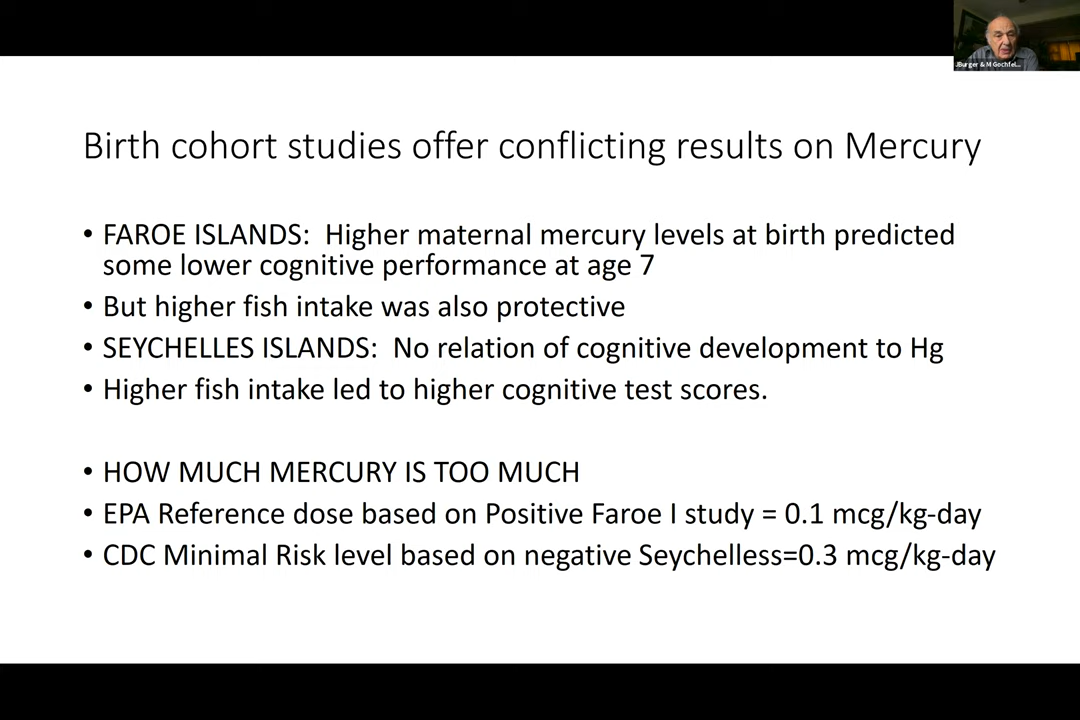 JBurger & M Gochfel...
Birth cohort studies offer conflicting results on Mercury
• FAROE ISLANDS: Higher maternal mercury levels at birth predicted
some lower cognitive performance at age 7
• But higher fish intake was also protective
• SEYCHELLES ISLANDS: No relation of cognitive development to Hg
• Higher fish intake led to higher cognitive test scores.
• HOW MUCH MERCURY IS TOO MUCH
• EPA Reference dose based on Positive Faroe I study = 0.1 mcg/kg-day
• CDC Minimal Risk level based on negative Seychelless=0.3 mcg/kg-day